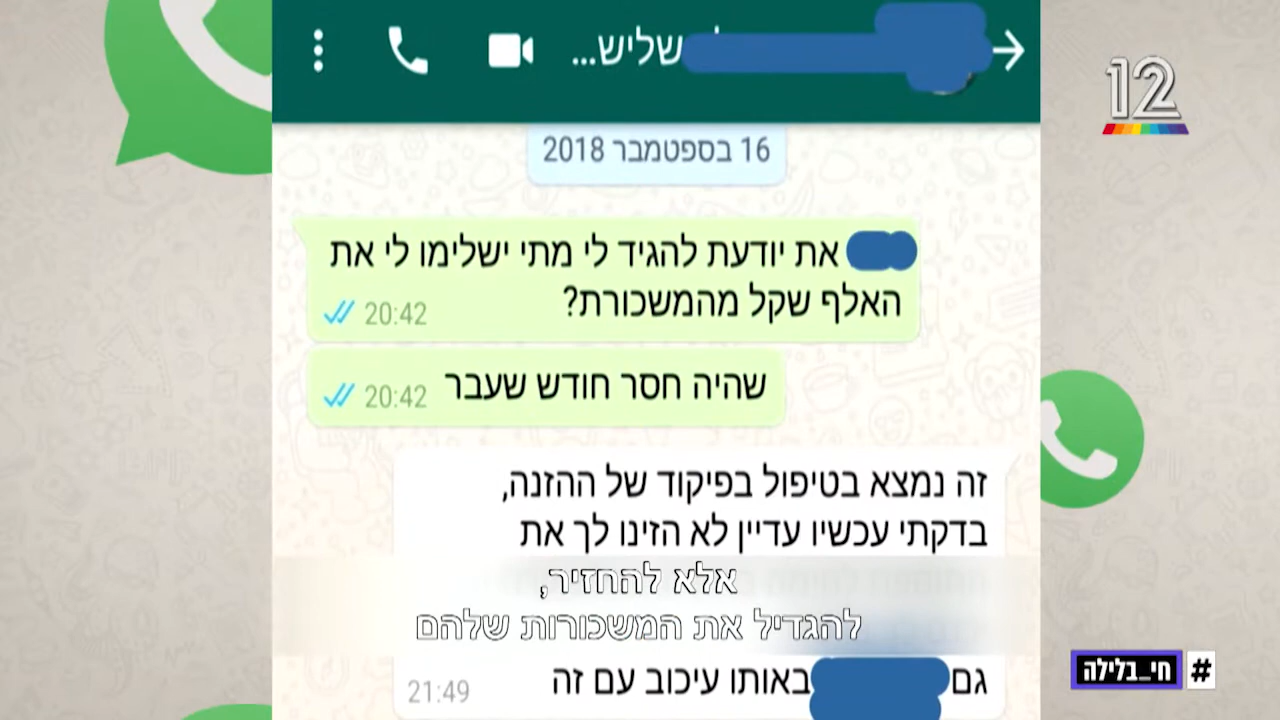 שליש...
12
16 בספטמבר 2018
את יודעת להגיד לי מתי ישלימו לי את
האלף שקל מהמשכורת?
20:42
שהיה חסר חודש שעבר
20:42
זה נמצא בטיפול בפיקוד של ההזנה,
בדקתי עכשיו עדיין לא הזינו לך את
אלא להחזיר,
להגדיל את המשכורות שלהם
גם באותו עיכוב עם זה
21:49
#חי_בלילה